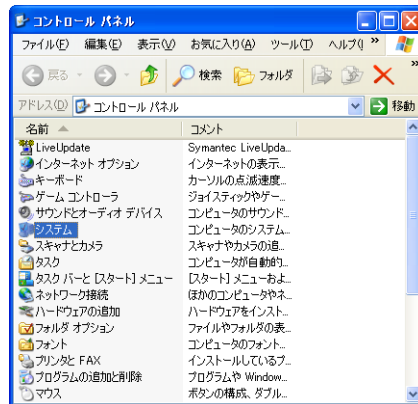 コントロール パネル
ファイル(F) 編集(E) 表示(V) お気に入り(A) ツール(T) ヘルプ( »
戻る 検索 フォルダ »
アドレス(D) コントロール パネル 移動
名前 コメント
LiveUpdate Symantec LiveUpda...
インターネット オプション インターネットの表示...
キーボード カーソルの点滅速度...
ゲーム コントローラ ジョイスティックやゲー...
サウンドとオーディオ デバイス コンピュータのサウンド...
システム コンピュータのシステム...
スキャナとカメラ スキャナやカメラの追...
タスク コンピュータが自動的...
タスク バーと [スタート] メニュー [スタート] メニューおよ...
ネットワーク接続 ほかのコンピュータやネ...
ハードウェアの追加 ハードウェアをインスト...
フォルダ オプション ファイルやフォルダの表...
フォント コンピュータのフォント...
プリンタと FAX インストールしているプ...
プログラムの追加と削除 プログラムや Window...
マウス ボタンの構成、ダブル...